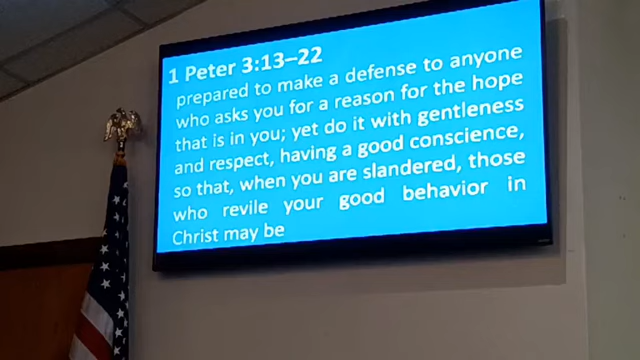 1 Peter 3:13–22
prepared to make a defense to anyone
who asks you for a reason for the hope
that is in you; yet do it with gentleness
and respect, having a good conscience,
so that, when you are slandered, those
who revile your good behavior in
Christ may be